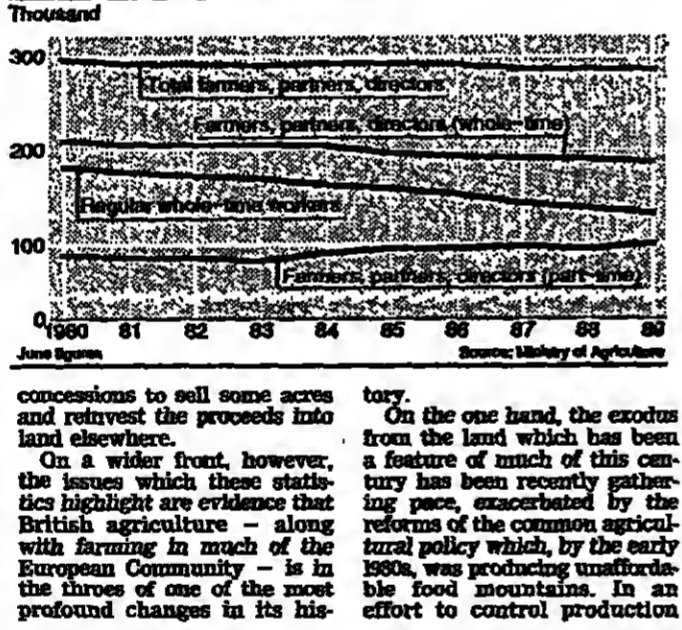 Thousand
300
Total farmers, partners, directors
Farmers, partners, directors (whole-time)
200
Regular whole-time workers
100
Farmers, partners, directors (part-time)
0
1980 81 82 83 84 85 86 87 88 89
June figures
Source: Ministry of Agriculture
concessions to sell some acres
and reinvest the proceeds into
land elsewhere.
On a wider front, however,
the issues which these statis-
tics highlight are evidence that
British agriculture — along
with farming in much of the
European Community — is in
the throes of one of the most
profound changes in its his-
tory.
On the one hand, the exodus
from the land which has been
a feature of much of this cen-
tury has been recently gather-
ing pace, exacerbated by the
reforms of the common agricul-
tural policy which, by the early
1980s, was producing unafforda-
ble food mountains. In an
effort to control production